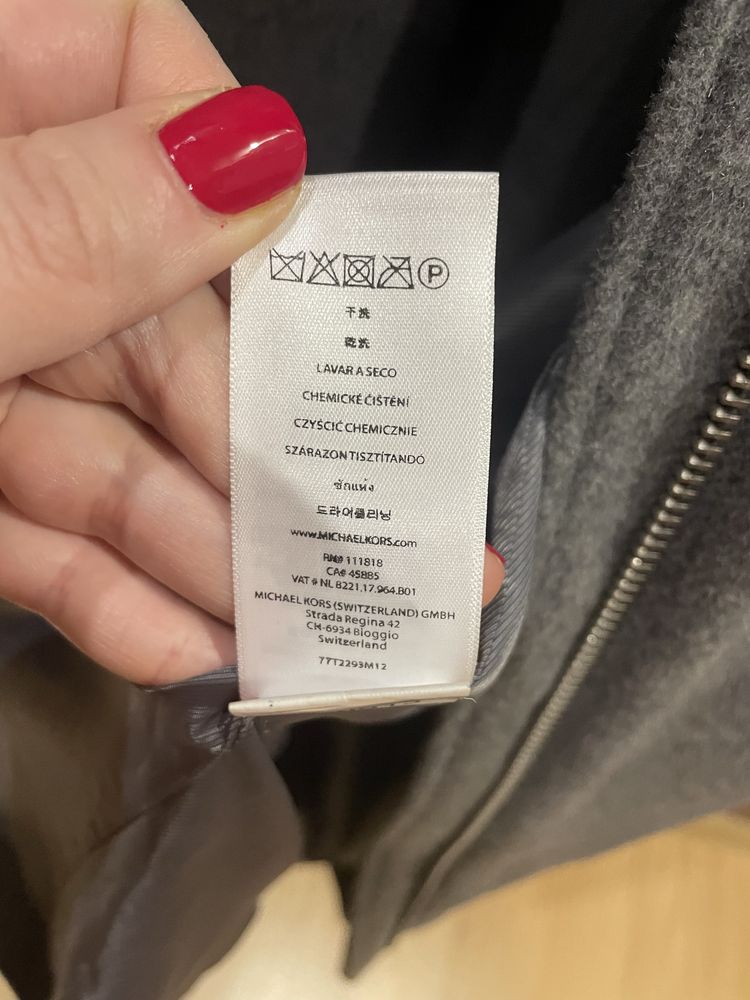 P
干洗
乾洗
LAVAR A SECO
CHEMICKÉ ČIŠTĚNÍ
CZYŚCIĆ CHEMICZNIE
SZÁRAZON TISZTÍTANDÓ
ซักแห้ง
드라이클리닝
www.MICHAELKORS.com
RN# 111818
CA# 45885
VAT # NL 8221.17.964.B01
MICHAEL KORS (SWITZERLAND) GMBH
Strada Regina 42
CH-6934 Bioggio
Switzerland
77T2293M12